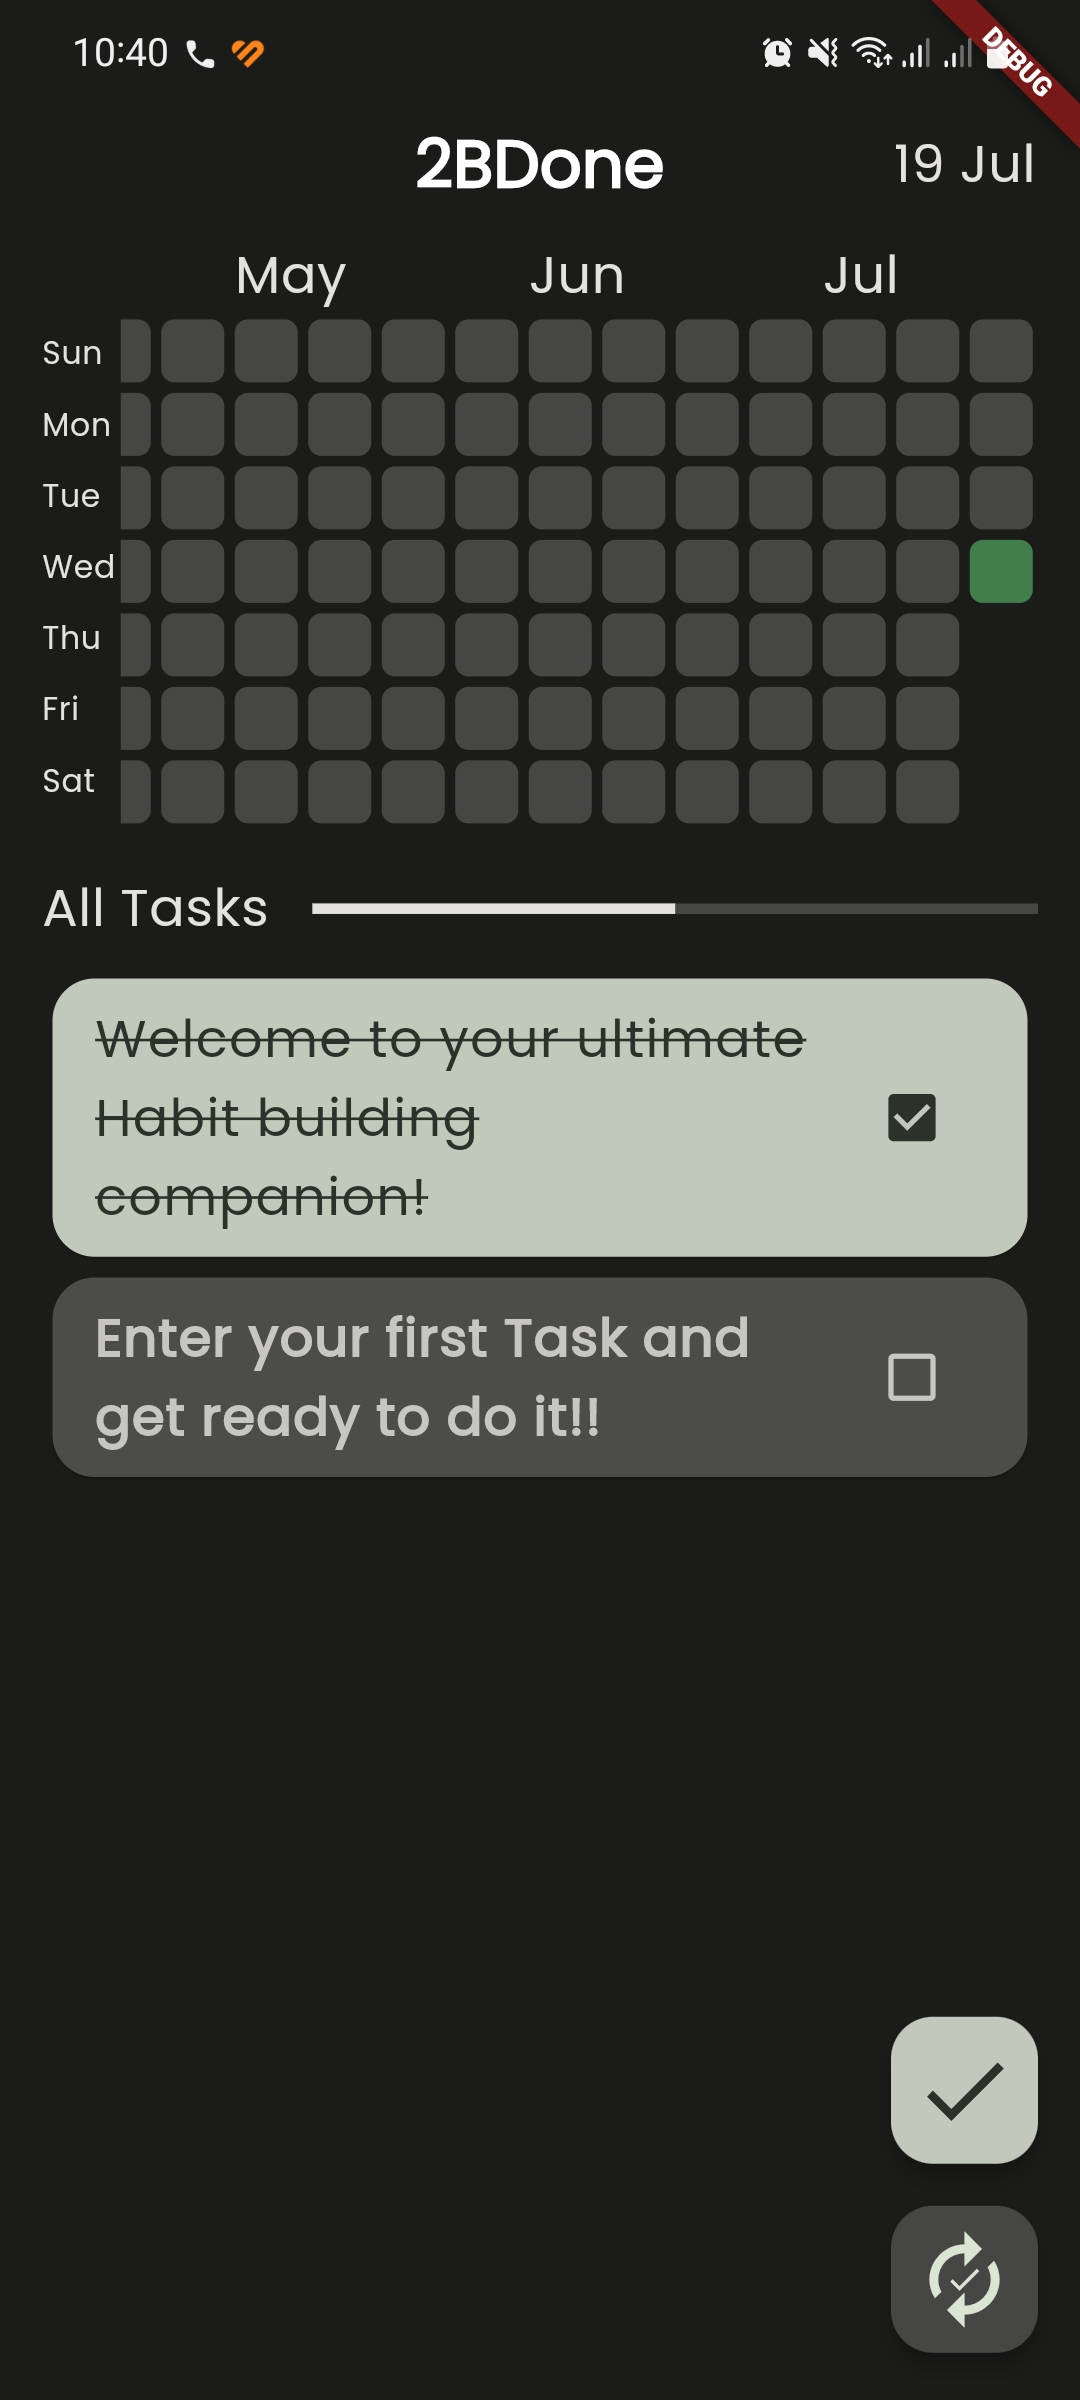 10:40
DEBUG
2BDone
19 Jul
May Jun Jul
Sun
Mon
Tue
Wed
Thu
Fri
Sat
All Tasks
Welcome to your ultimate
Habit building
companion!
Enter your first Task and
get ready to do it!!